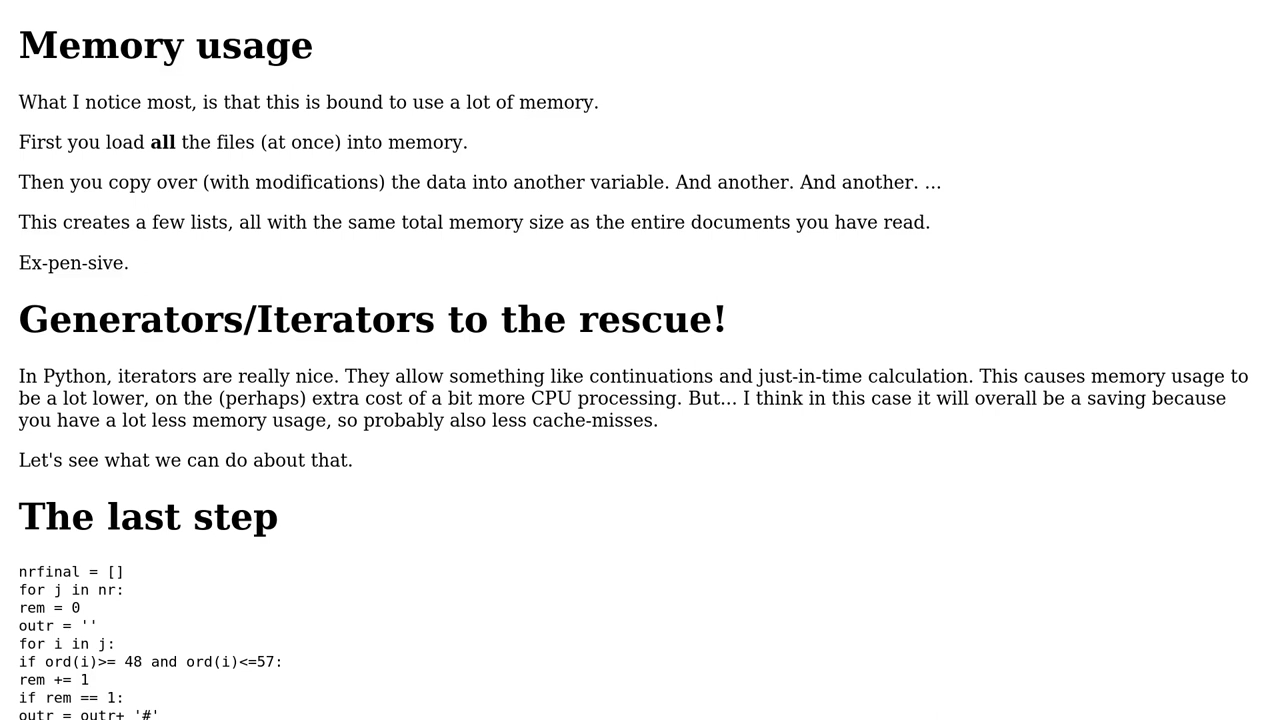 Memory usage
What I notice most, is that this is bound to use a lot of memory.
First you load all the files (at once) into memory.
Then you copy over (with modifications) the data into another variable. And another. And another. ...
This creates a few lists, all with the same total memory size as the entire documents you have read.
Ex-pen-sive.
Generators/Iterators to the rescue!
In Python, iterators are really nice. They allow something like continuations and just-in-time calculation. This causes memory usage to
be a lot lower, on the (perhaps) extra cost of a bit more CPU processing. But... I think in this case it will overall be a saving because
you have a lot less memory usage, so probably also less cache-misses.
Let's see what we can do about that.
The last step
nrfinal = []
for j in nr:
rem = 0
outr = ''
for i in j:
if ord(i)>= 48 and ord(i)<=57:
rem += 1
if rem == 1:
outr = outr+ '#'